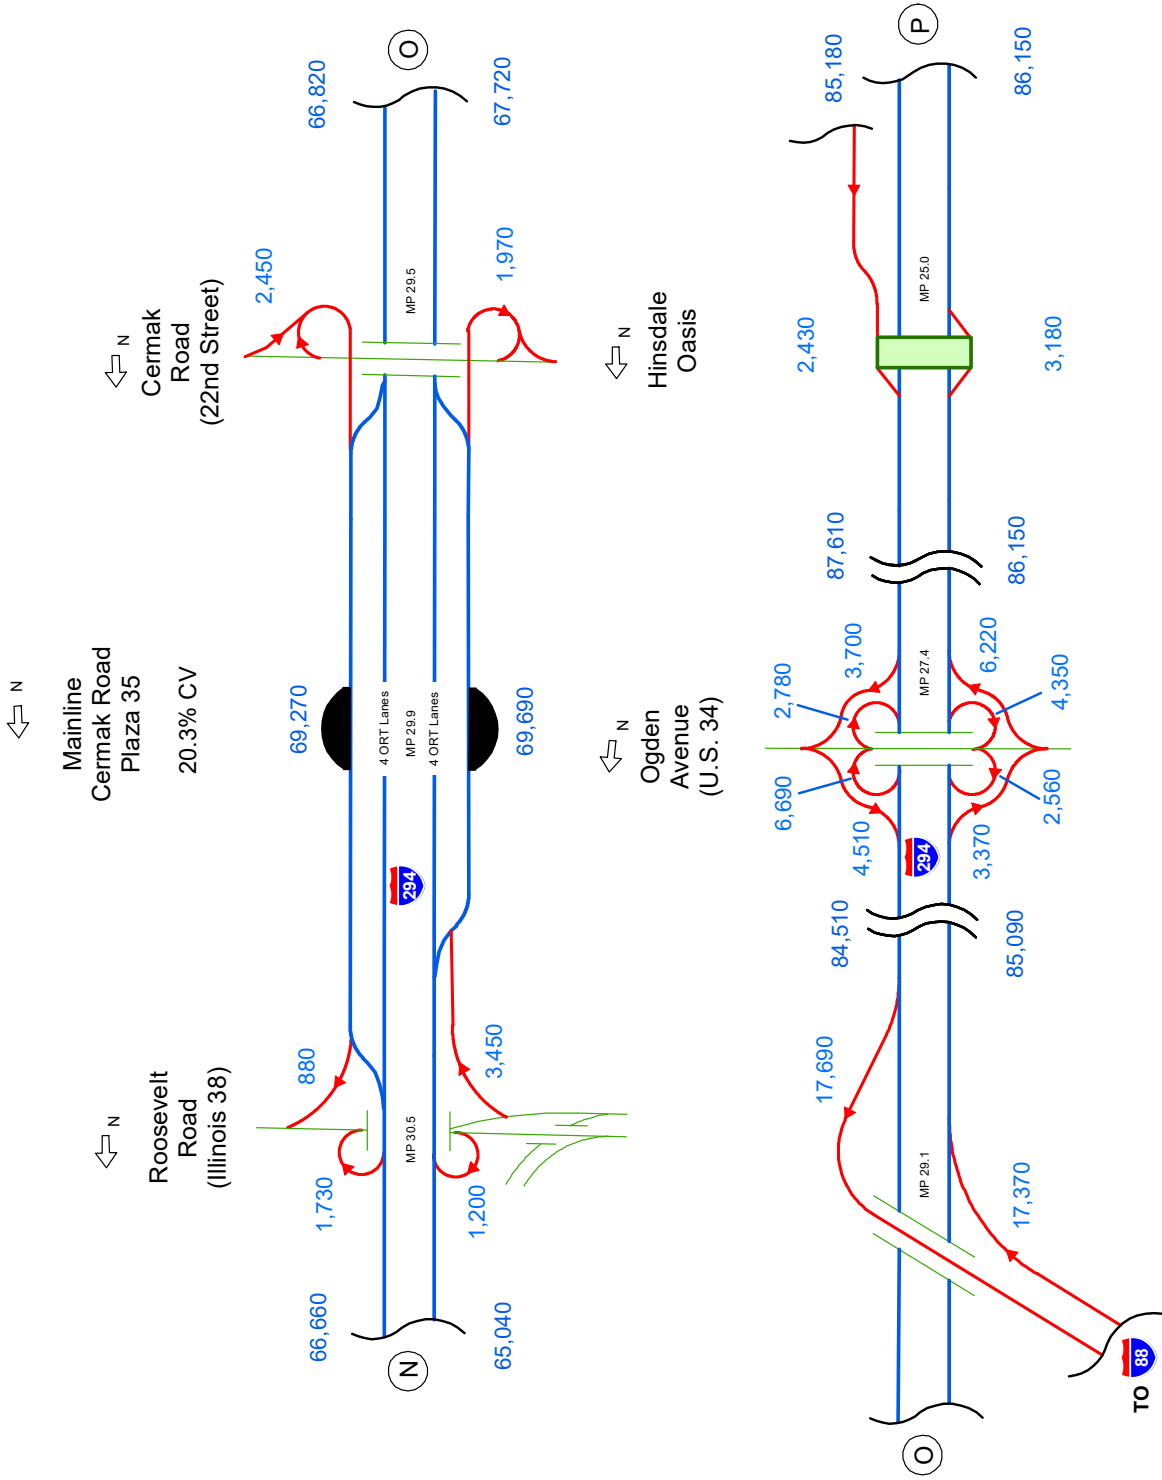 N
Mainline
Cermak Road
Plaza 35
20.3% CV
N
Roosevelt
Road
(Illinois 38)
N
Cermak
Road
(22nd Street)
66,660
1,730
880
69,270
2,450
66,820
N
MP 30.5
294
4 ORT Lanes
MP 29.9
4 ORT Lanes
MP 29.5
O
65,040
1,200
3,450
69,690
1,970
67,720
N
Ogden
Avenue
(U.S. 34)
N
Hinsdale
Oasis
17,690
84,510
4,510
6,690
2,780
3,700
87,610
2,430
85,180
O
MP 29.1
294
MP 27.4
MP 25.0
P
TO
88
17,370
85,090
3,370
2,560
4,350
6,220
86,150
3,180
86,150